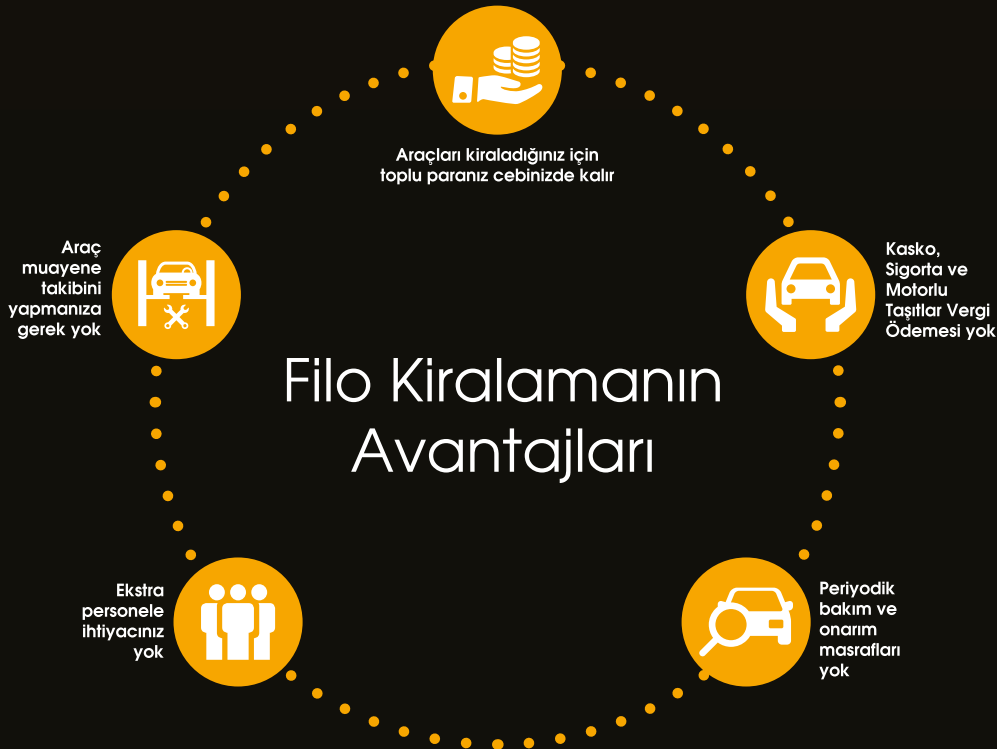 Araçları kiraladığınız için
toplu paranız cebinizde kalır
Araç
muayene
takibini
yapmanıza
gerek yok
Kasko,
Sigorta ve
Motorlu
Taşıtlar Vergi
Ödemesi yok
Filo Kiralamanın
Avantajları
Ekstra
personele
ihtiyacınız
yok
Periyodik
bakım ve
onarım
masrafları
yok